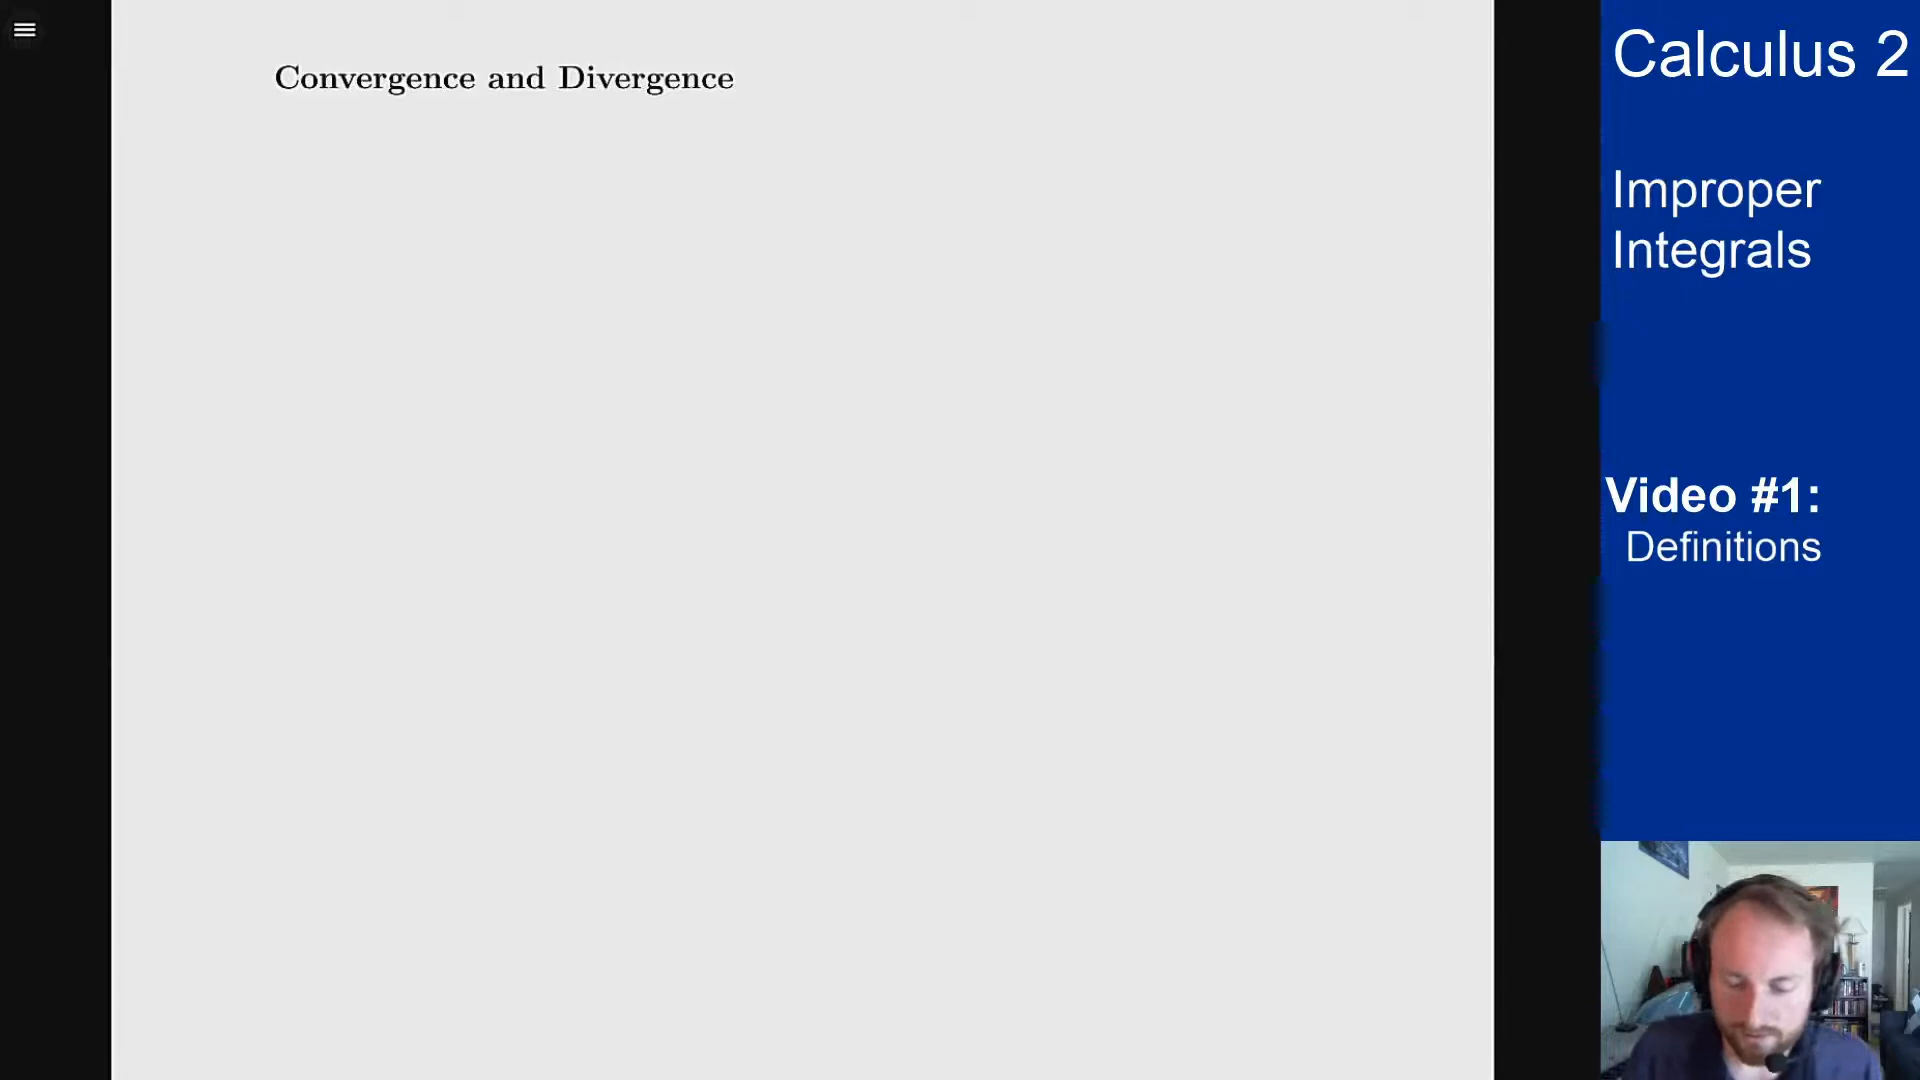 Convergence and Divergence
Calculus 2
Improper
Integrals
Video #1:
Definitions